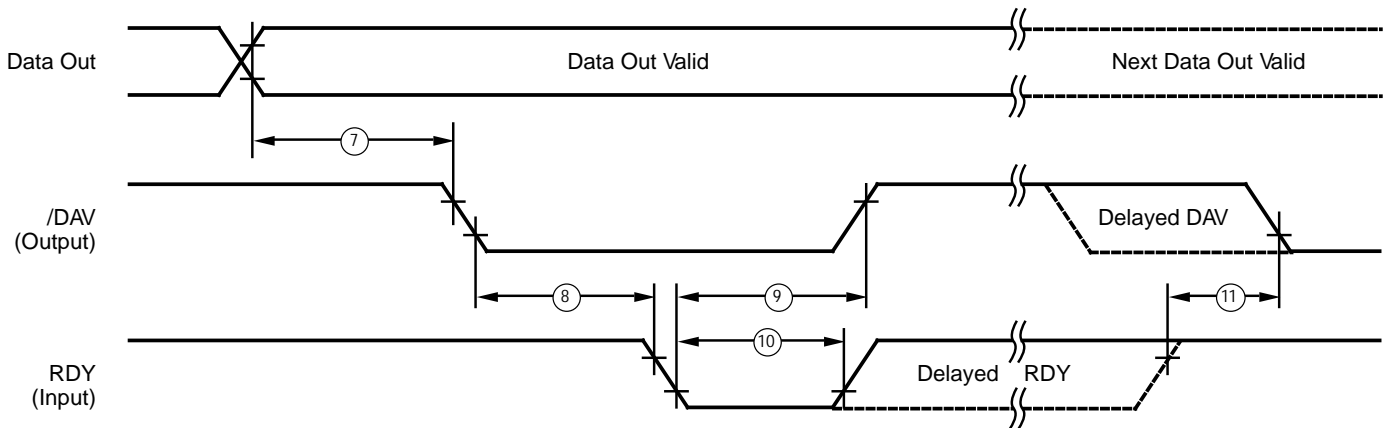 Data Out
Data Out Valid
Next Data Out Valid
7
/DAV
(Output)
Delayed DAV
8
9
11
10
RDY
(Input)
Delayed RDY